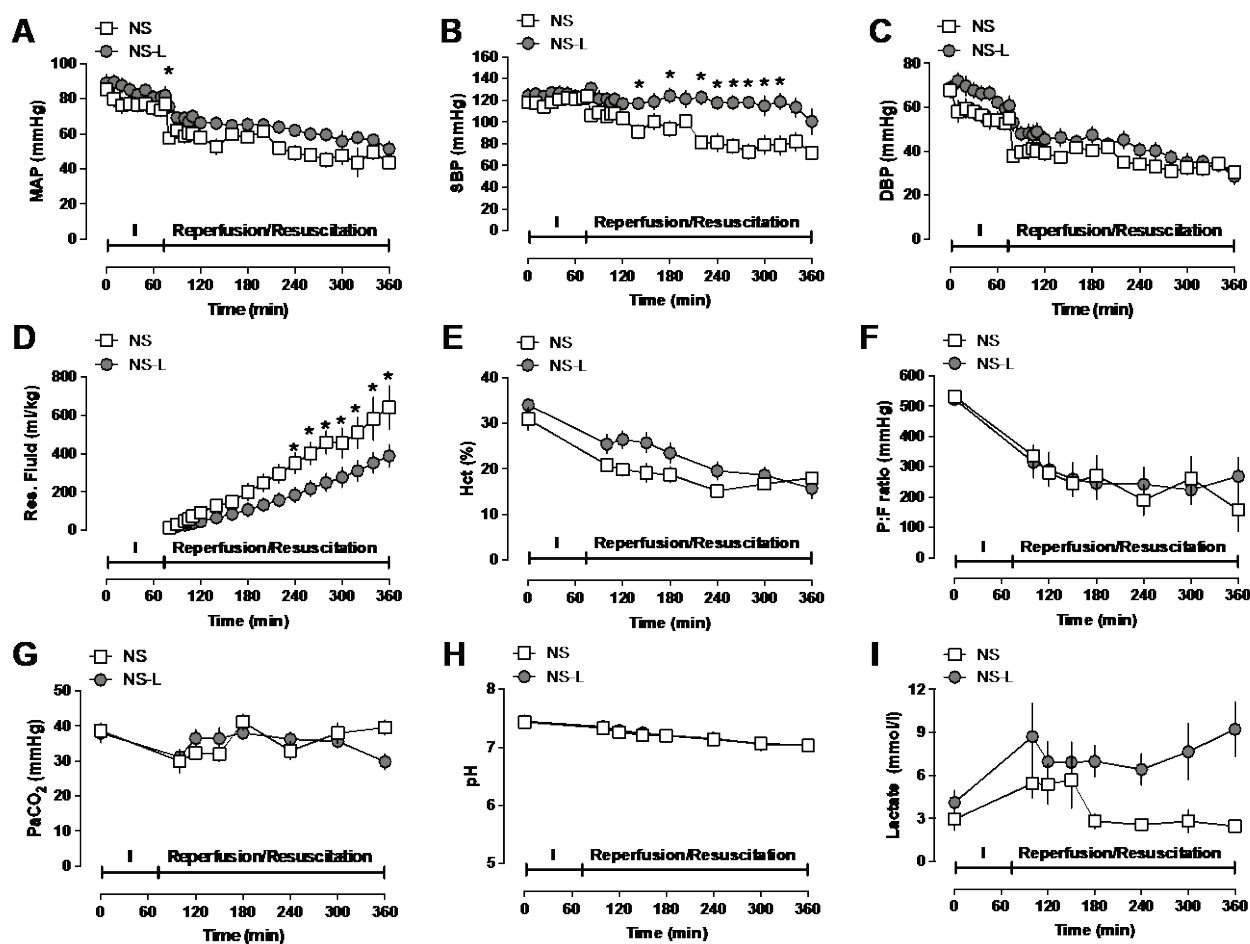 A
NS
NS-L
*
100
80
60
40
20
0
MAP (mmHg)
I
Reperfusion/Resuscitation
0 60 120 180 240 300 360
Time (min)
B
NS
NS-L
* * * * * * *
160
140
120
100
80
60
40
20
0
SBP (mmHg)
I
Reperfusion/Resuscitation
0 60 120 180 240 300 360
Time (min)
C
NS
NS-L
80
60
40
20
0
DBP (mmHg)
I
Reperfusion/Resuscitation
0 60 120 180 240 300 360
Time (min)
D
NS
NS-L
* * * * * * *
800
600
400
200
0
Res. Fluid (ml/kg)
I
Reperfusion/Resuscitation
0 60 120 180 240 300 360
Time (min)
E
NS
NS-L
40
30
20
10
0
Hct (%)
I
Reperfusion/Resuscitation
0 60 120 180 240 300 360
Time (min)
F
NS
NS-L
600
500
400
300
200
100
0
P:F ratio (mmHg)
I
Reperfusion/Resuscitation
0 60 120 180 240 300 360
Time (min)
G
NS
NS-L
50
40
30
20
10
0
PaCO2 (mmHg)
I
Reperfusion/Resuscitation
0 60 120 180 240 300 360
Time (min)
H
NS
NS-L
8
7
6
5
pH
I
Reperfusion/Resuscitation
0 60 120 180 240 300 360
Time (min)
I
NS
NS-L
12
9
6
3
0
Lactate (mmol/l)
I
Reperfusion/Resuscitation
0 60 120 180 240 300 360
Time (min)